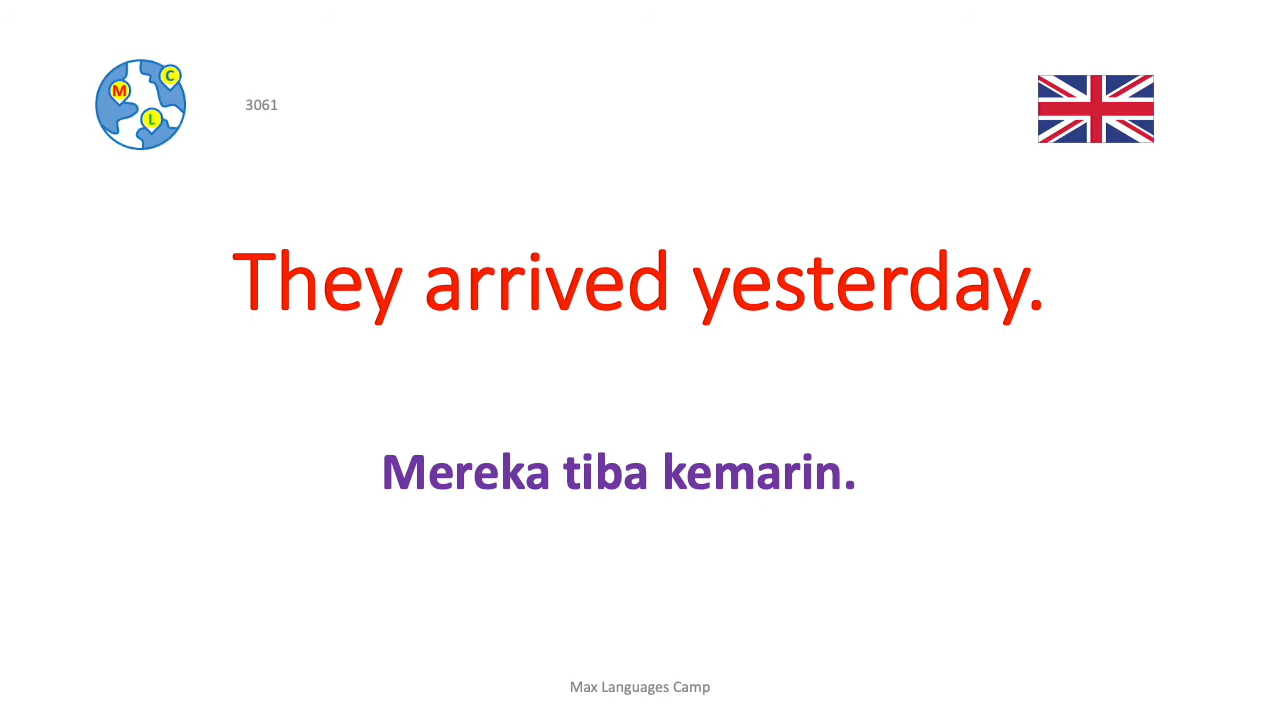 C
M
L
3061
They arrived yesterday.
Mereka tiba kemarin.
Max Languages Camp